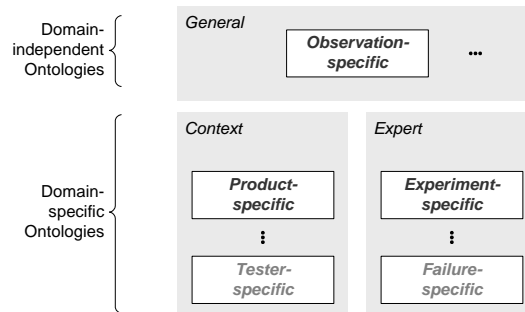 Domain-
independent
Ontologies
General
Observation-
specific
...
Domain-
specific
Ontologies
Context
Product-
specific
Tester-
specific
Expert
Experiment-
specific
Failure-
specific